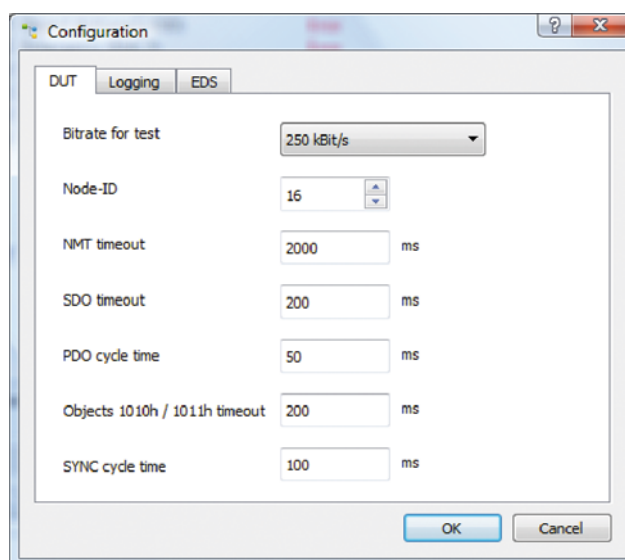 Configuration
DUT Logging EDS
Bitrate for test 250 kBit/s
Node-ID 16
NMT timeout 2000 ms
SDO timeout 200 ms
PDO cycle time 50 ms
Objects 1010h / 1011h timeout 200 ms
SYNC cycle time 100 ms
OK Cancel